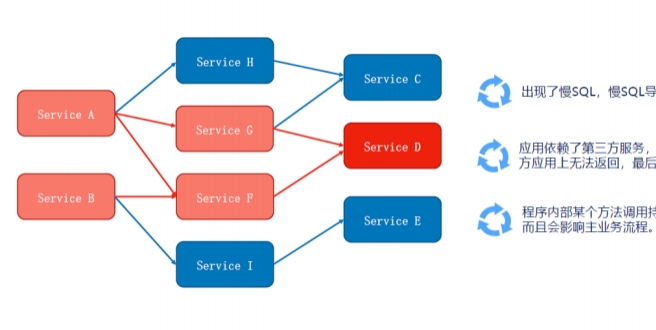 Service H
Service C
Service A
Service G
Service D
Service B
Service F
Service E
Service I
出现了慢SQL，慢SQL导
应用依赖了第三方服务，
方应用上无法返回，最后
程序内部某个方法调用持
而且会影响主业务流程。